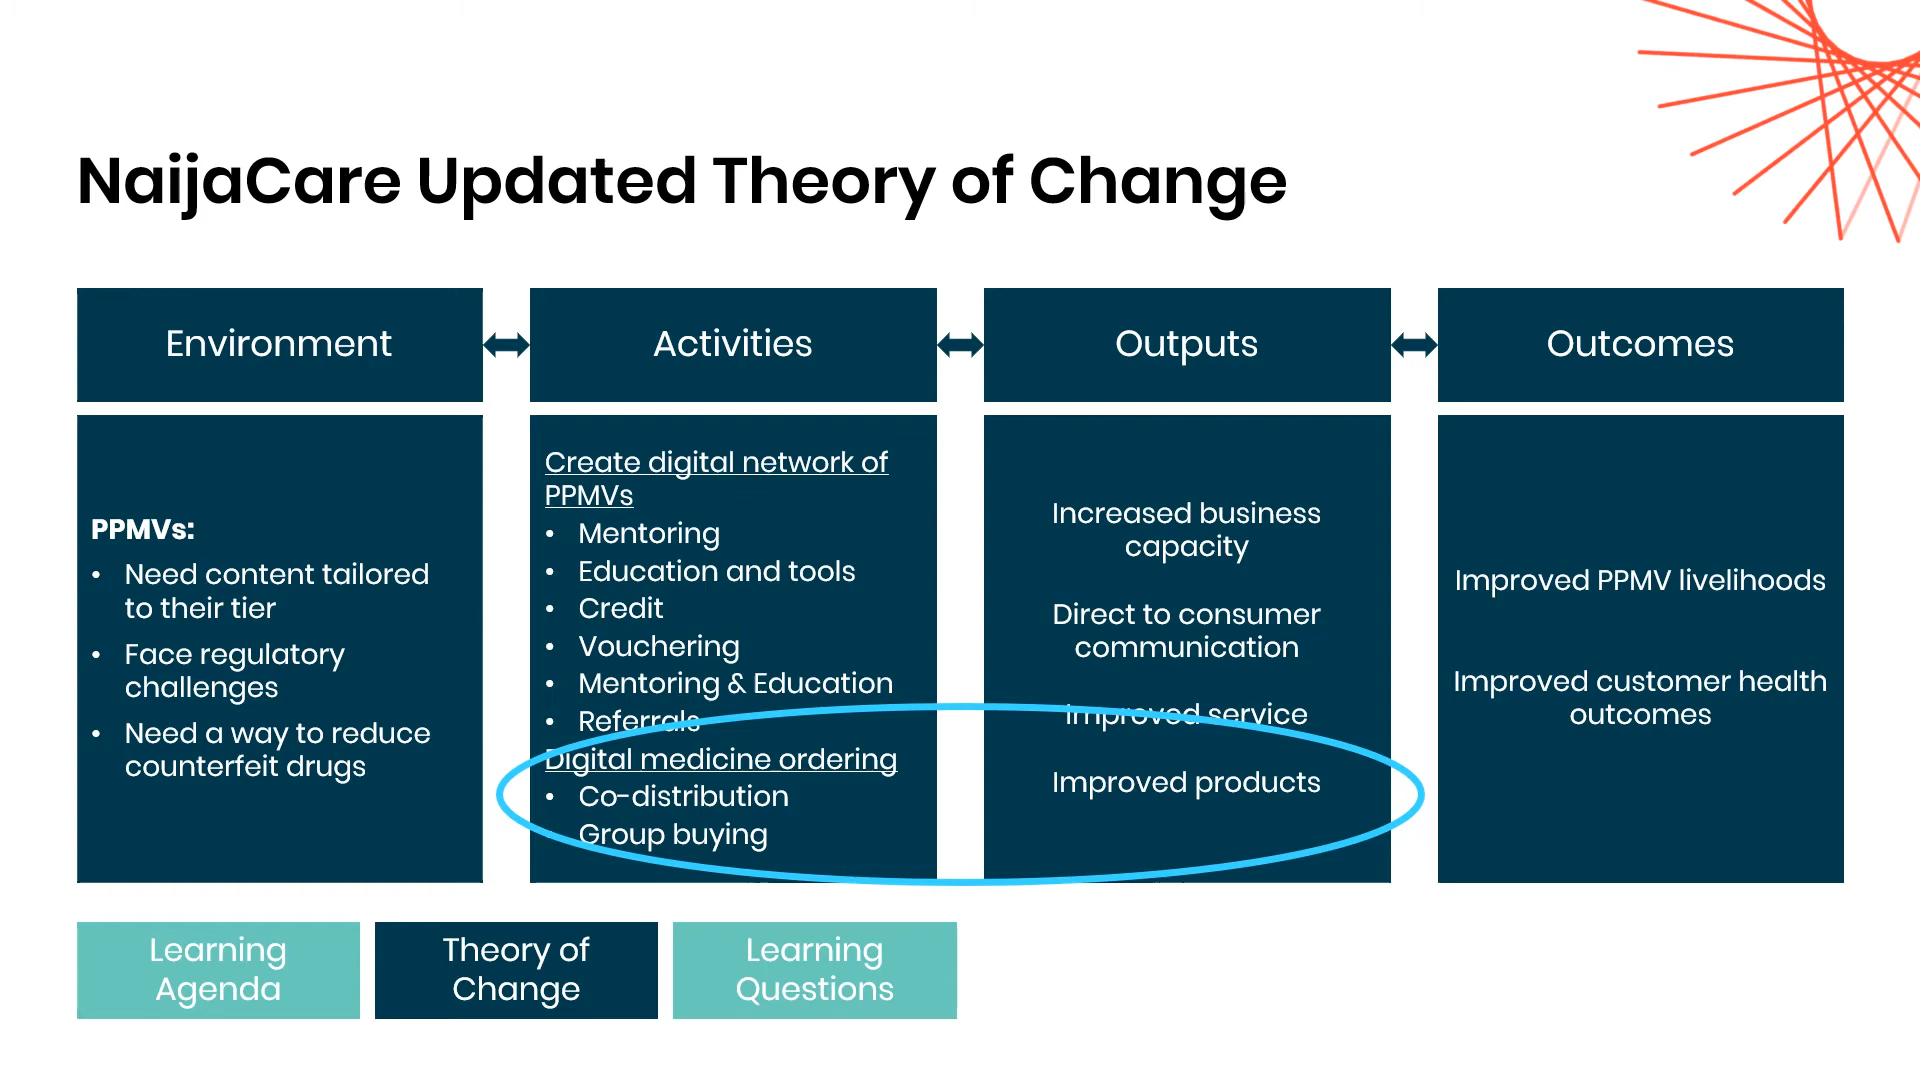 NaijaCare Updated Theory of Change
Environment
Activities
Outputs
Outcomes
PPMVs:
• Need content tailored
to their tier
• Face regulatory
challenges
• Need a way to reduce
counterfeit drugs
Create digital network of
PPMVs
• Mentoring
• Education and tools
• Credit
• Vouchering
• Mentoring & Education
• Referrals
Digital medicine ordering
• Co-distribution
Group buying
Increased business
capacity
Direct to consumer
communication
Improved service
Improved products
Improved PPMV livelihoods
Improved customer health
outcomes
Learning
Agenda
Theory of
Change
Learning
Questions